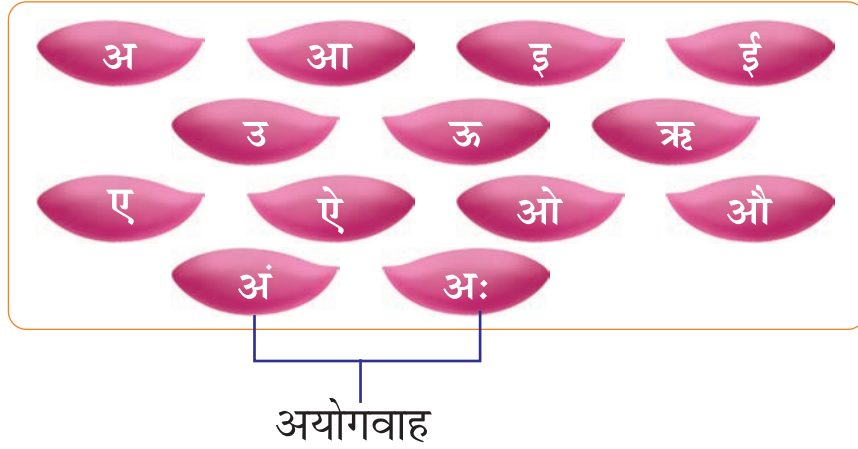 अ आ इ ई
उ ऊ ऋ
ए ऐ ओ औ
अं अः
अयोगवाह